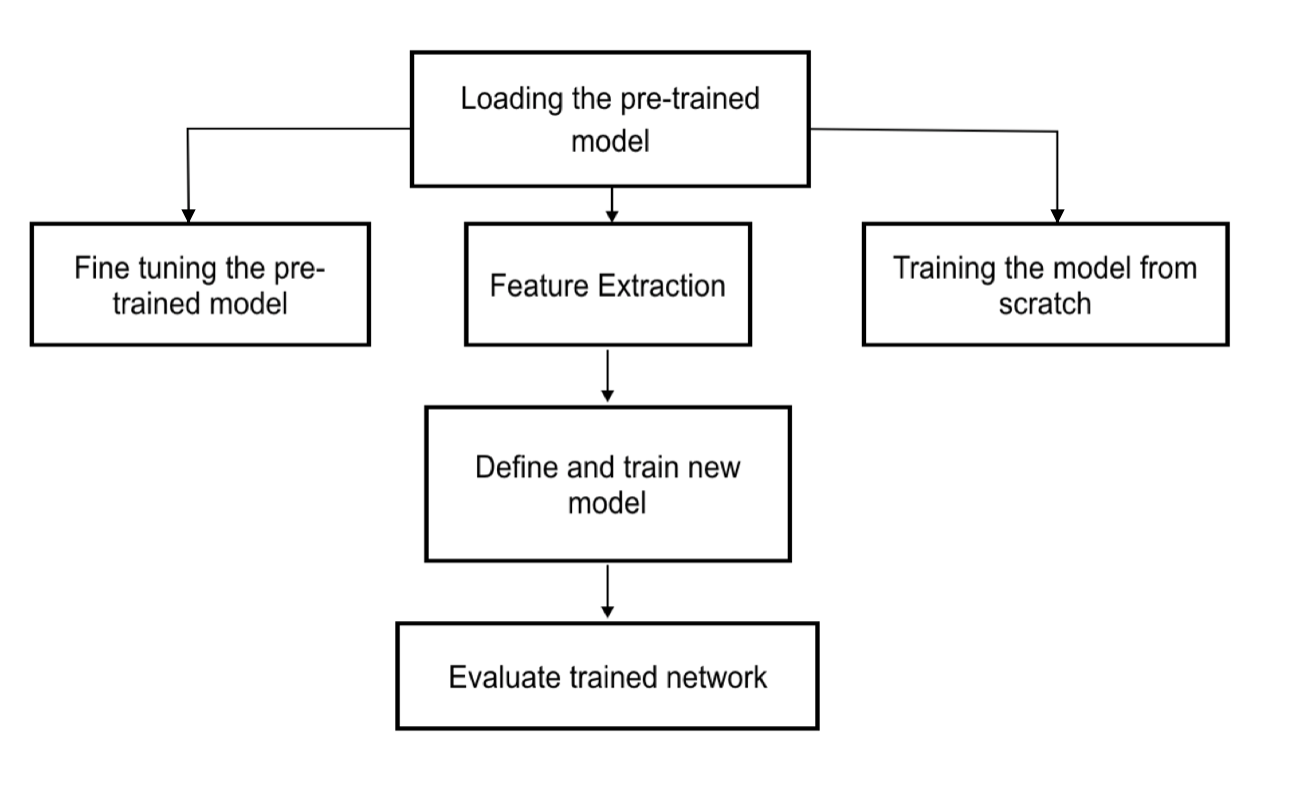 Loading the pre-trained
model
Fine tuning the pre-
trained model
Feature Extraction
Training the model from
scratch
Define and train new
model
Evaluate trained network